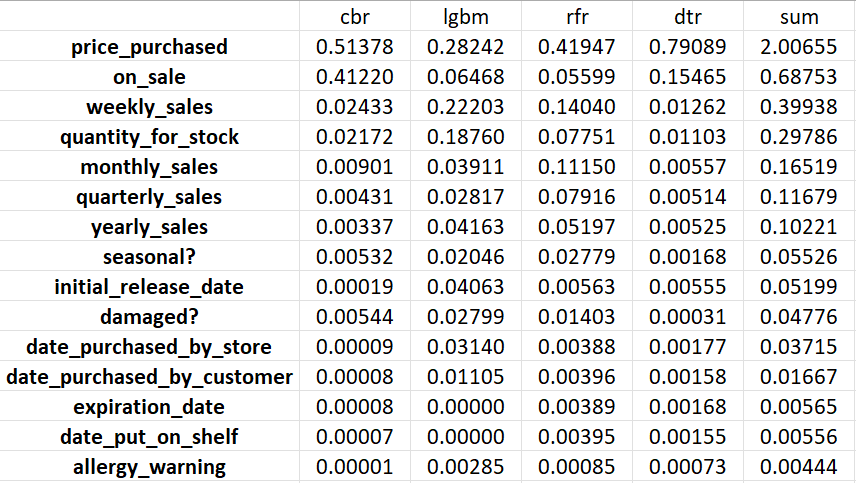 cbr lgbm rfr dtr sum
price_purchased 0.51378 0.28242 0.41947 0.79089 2.00655
on_sale 0.41220 0.06468 0.05599 0.15465 0.68753
weekly_sales 0.02433 0.22203 0.14040 0.01262 0.39938
quantity_for_stock 0.02172 0.18760 0.07751 0.01103 0.29786
monthly_sales 0.00901 0.03911 0.11150 0.00557 0.16519
quarterly_sales 0.00431 0.02817 0.07916 0.00514 0.11679
yearly_sales 0.00337 0.04163 0.05197 0.00525 0.10221
seasonal? 0.00532 0.02046 0.02779 0.00168 0.05526
initial_release_date 0.00019 0.04063 0.00563 0.00555 0.05199
damaged? 0.00544 0.02799 0.01403 0.00031 0.04776
date_purchased_by_store 0.00009 0.03140 0.00388 0.00177 0.03715
date_purchased_by_customer 0.00008 0.01105 0.00396 0.00158 0.01667
expiration_date 0.00008 0.00000 0.00389 0.00168 0.00565
date_put_on_shelf 0.00007 0.00000 0.00395 0.00155 0.00556
allergy_warning 0.00001 0.00285 0.00085 0.00073 0.00444